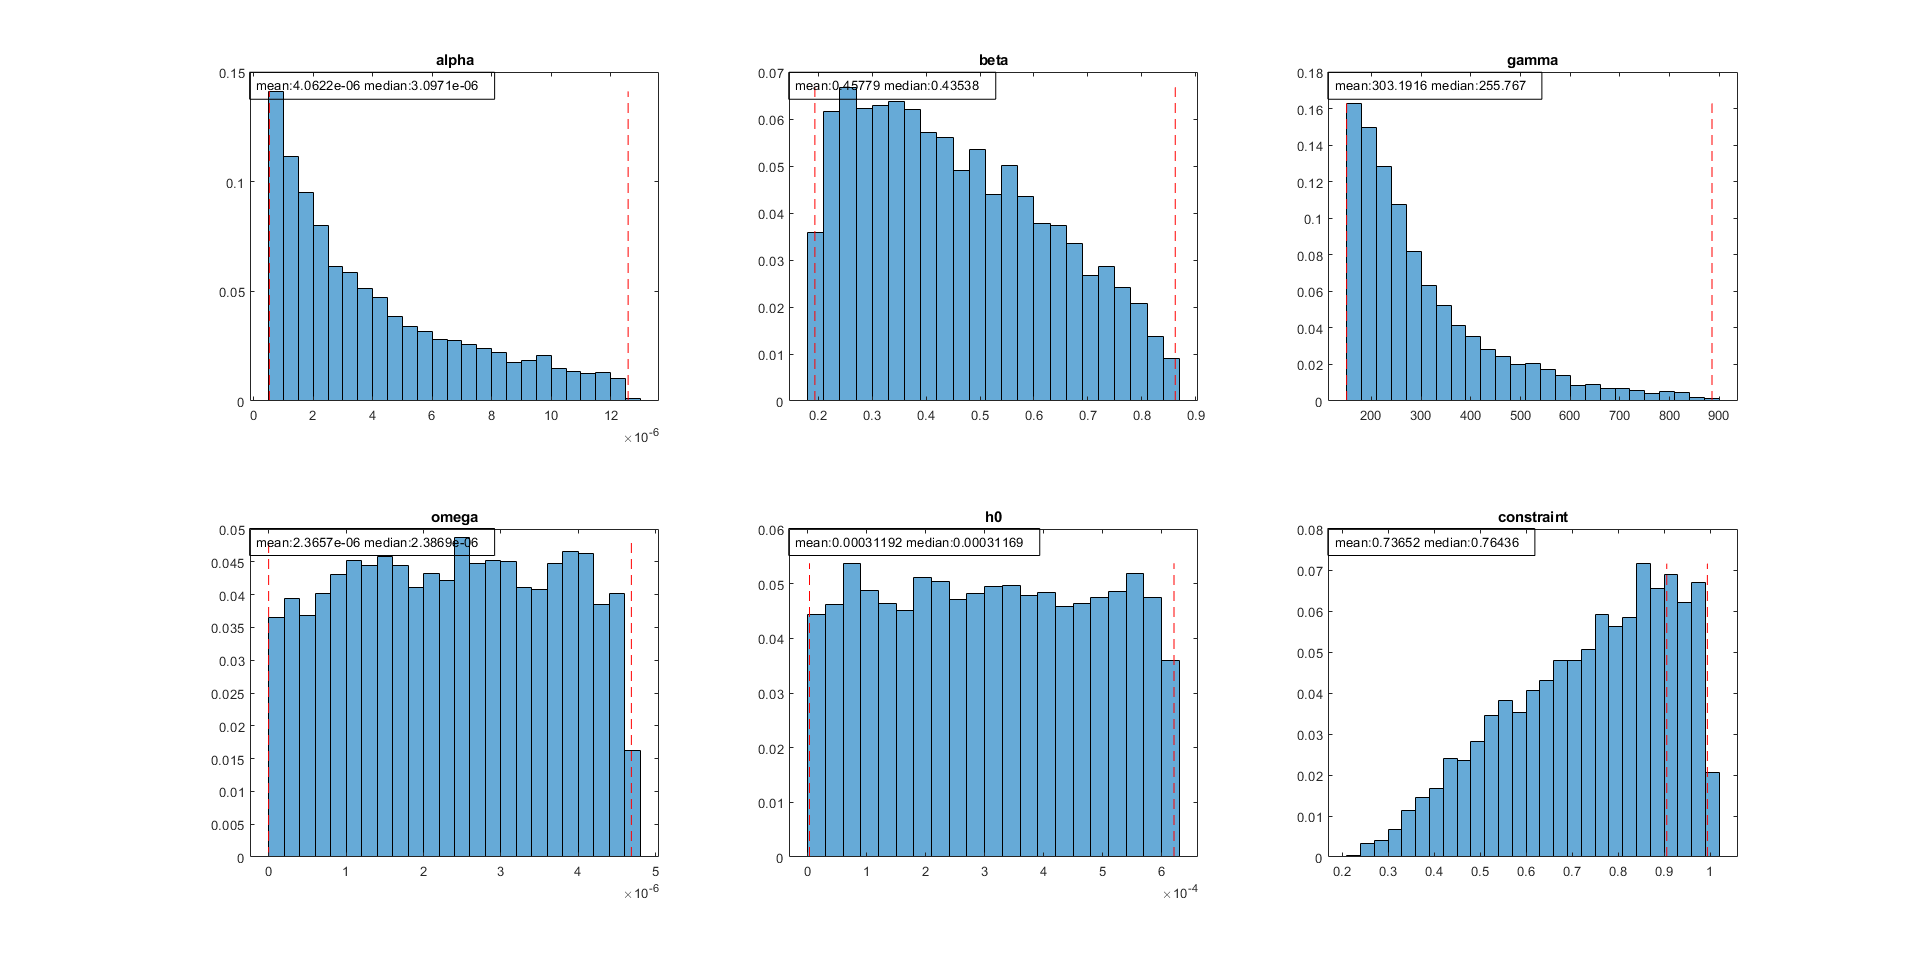 alpha
mean:4.0622e-06 median:3.0971e-06
0.15
0.1
0.05
0
0 2 4 6 8 10 12
×10-6
beta
mean:0.45779 median:0.43538
0.07
0.06
0.05
0.04
0.03
0.02
0.01
0
0.2 0.3 0.4 0.5 0.6 0.7 0.8 0.9
gamma
mean:303.1916 median:255.767
0.18
0.16
0.14
0.12
0.1
0.08
0.06
0.04
0.02
0
200 300 400 500 600 700 800 900
omega
mean:2.3657e-06 median:2.3869e-06
0.05
0.045
0.04
0.035
0.03
0.025
0.02
0.015
0.01
0.005
0
0 1 2 3 4 5
×10-6
h0
mean:0.00031192 median:0.00031169
0.06
0.05
0.04
0.03
0.02
0.01
0
0 1 2 3 4 5 6
×10-4
constraint
mean:0.73652 median:0.76436
0.08
0.07
0.06
0.05
0.04
0.03
0.02
0.01
0
0.2 0.3 0.4 0.5 0.6 0.7 0.8 0.9 1